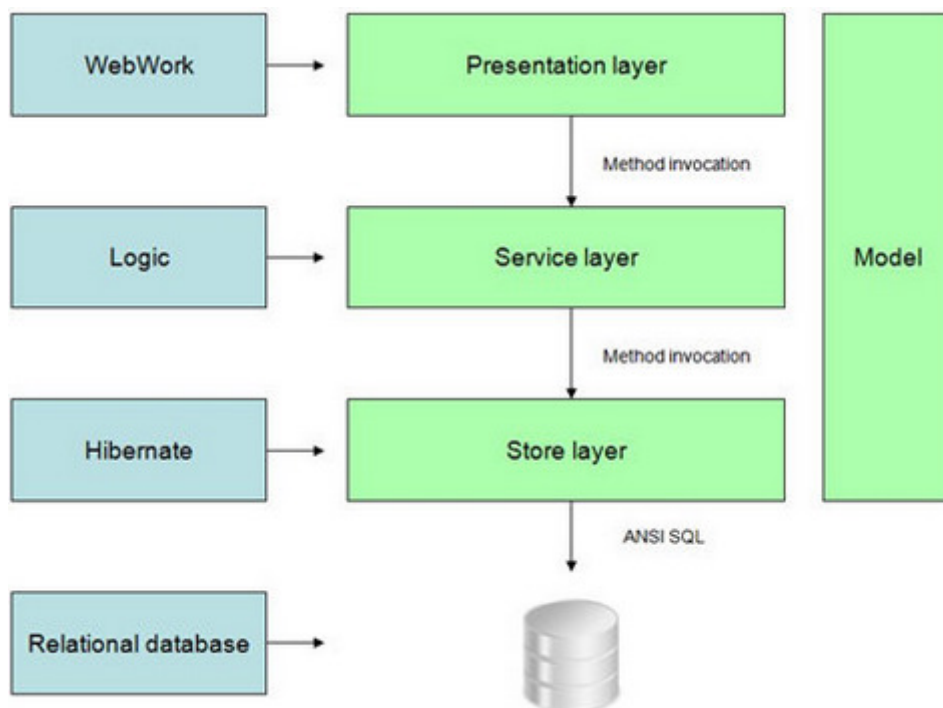 WebWork
Presentation layer
Method invocation
Logic
Service layer
Model
Method invocation
Hibernate
Store layer
ANSI SQL
Relational database